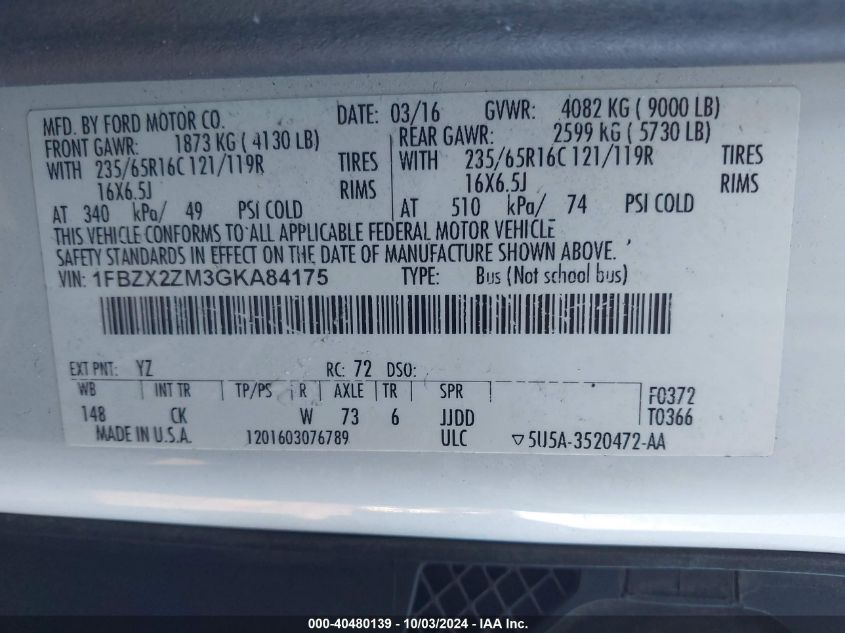 MFD. BY FORD MOTOR CO. DATE: 03/16 GVWR: 4082 KG ( 9000 LB)
FRONT GAWR: 1873 KG ( 4130 LB) REAR GAWR: 2599 KG ( 5730 LB)
WITH 235/65R16C 121/119R TIRES WITH 235/65R16C 121/119R TIRES
16X6.5J RIMS 16X6.5J RIMS
AT 340 kPa/ 49 PSI COLD AT 510 kPa/ 74 PSI COLD
THIS VEHICLE CONFORMS TO ALL APPLICABLE FEDERAL MOTOR VEHICLE
SAFETY STANDARDS IN EFFECT ON THE DATE OF MANUFACTURE SHOWN ABOVE.
VIN: 1FBZX2ZM3GKA84175 TYPE: Bus (Not school bus)
EXT PNT: YZ RC: 72 DSO:
WB INT TR TP/PS R AXLE TR SPR F0372
148 CK W 73 6 JJDD T0366
MADE IN U.S.A. 1201603076789 ULC ▽5U5A-3520472-AA
000-40480139 - 10/03/2024 - IAA Inc.